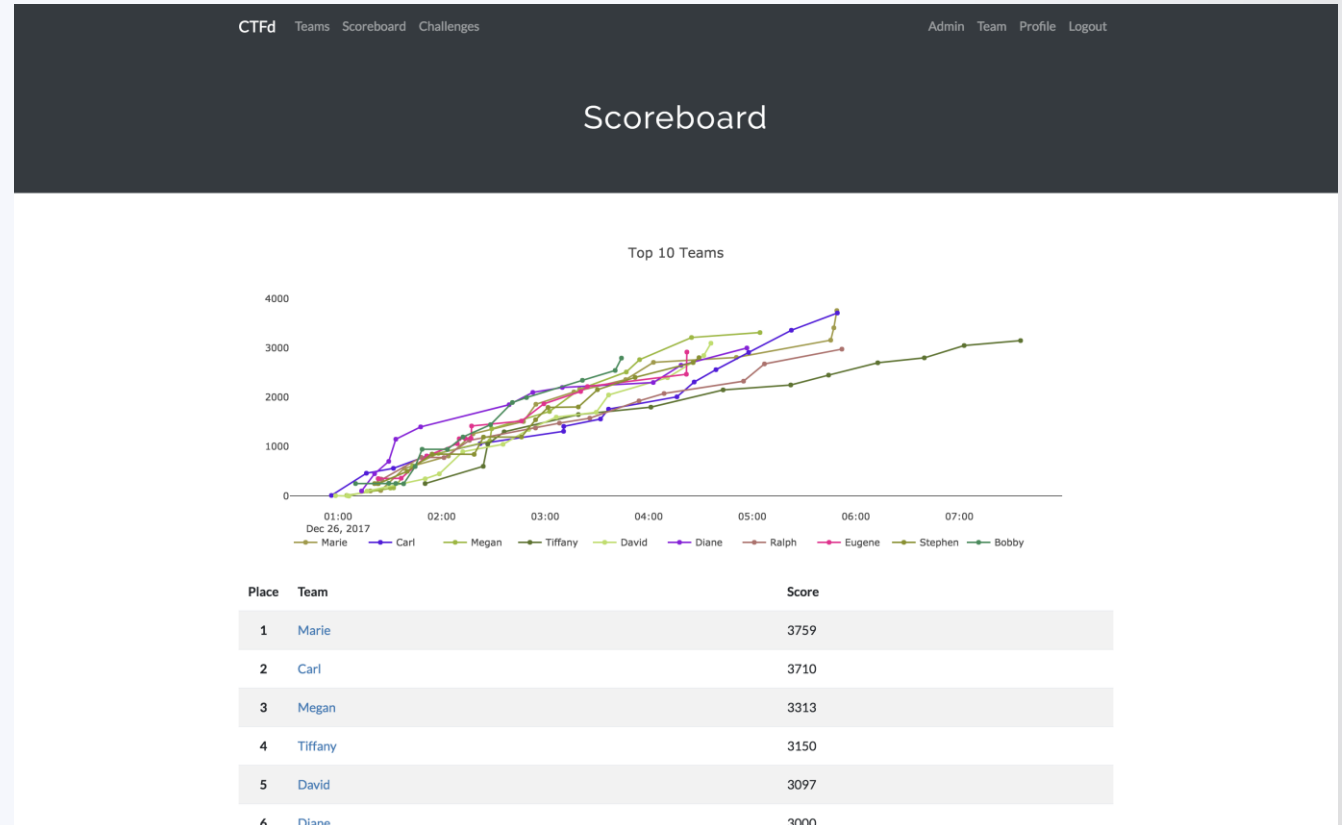 CTFd Teams Scoreboard Challenges Admin Team Profile Logout
Scoreboard
Top 10 Teams
4000
3000
2000
1000
0
01:00 02:00 03:00 04:00 05:00 06:00 07:00
Dec 26, 2017
Marie Carl Megan Tiffany David Diane Ralph Eugene Stephen Bobby
Place Team Score
1 Marie 3759
2 Carl 3710
3 Megan 3313
4 Tiffany 3150
5 David 3097
6 Diane 3000